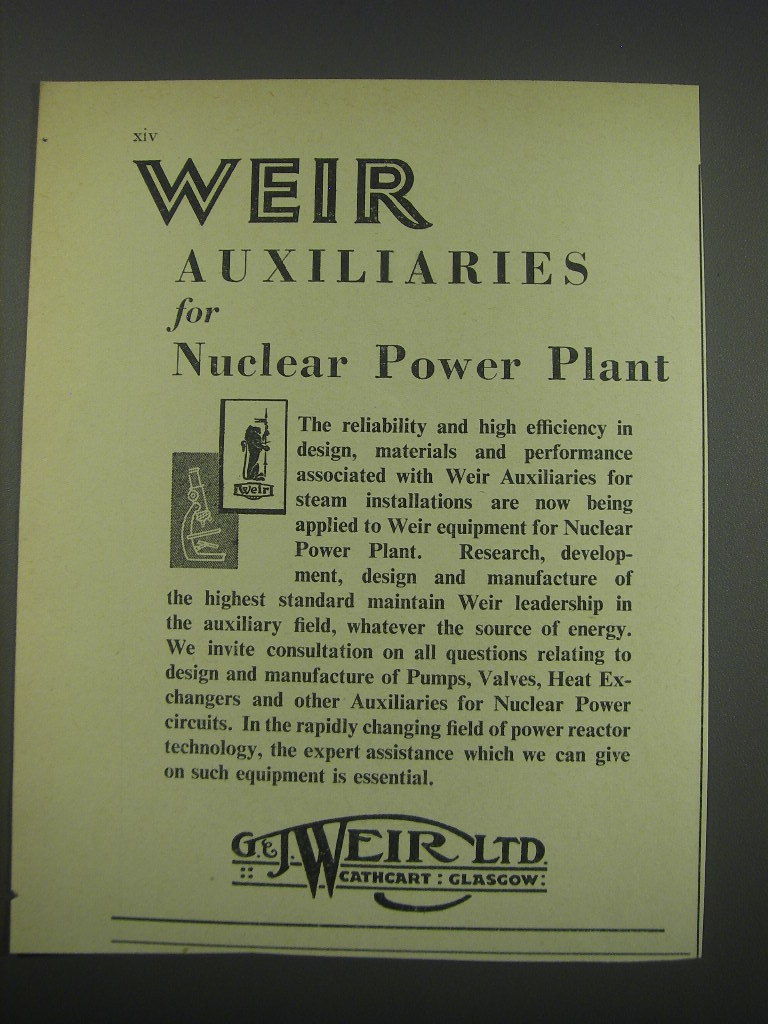 xiv
WEIR
AUXILIARIES
for
Nuclear Power Plant
Weir
The reliability and high efficiency in
design, materials and performance
associated with Weir Auxiliaries for
steam installations are now being
applied to Weir equipment for Nuclear
Power Plant. Research, develop-
ment, design and manufacture of
the highest standard maintain Weir leadership in
the auxiliary field, whatever the source of energy.
We invite consultation on all questions relating to
design and manufacture of Pumps, Valves, Heat Ex-
changers and other Auxiliaries for Nuclear Power
circuits. In the rapidly changing field of power reactor
technology, the expert assistance which we can give
on such equipment is essential.
G. & J. WEIR LTD.
CATHCART : GLASGOW :